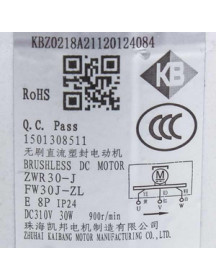 KBZ0218A21120124084
RoHS
KB
Q.C. Pass
1501308511
CCC
无刷直流塑封电动机
BRUSHLESS DC MOTOR
ZWR30-J
FW30J-ZL
E 8P IP24
DC310V 30W 900r/min
M
珠海凯邦电机制造有限公司
ZHUHAI KAIBANG MOTOR MANUFACTURING